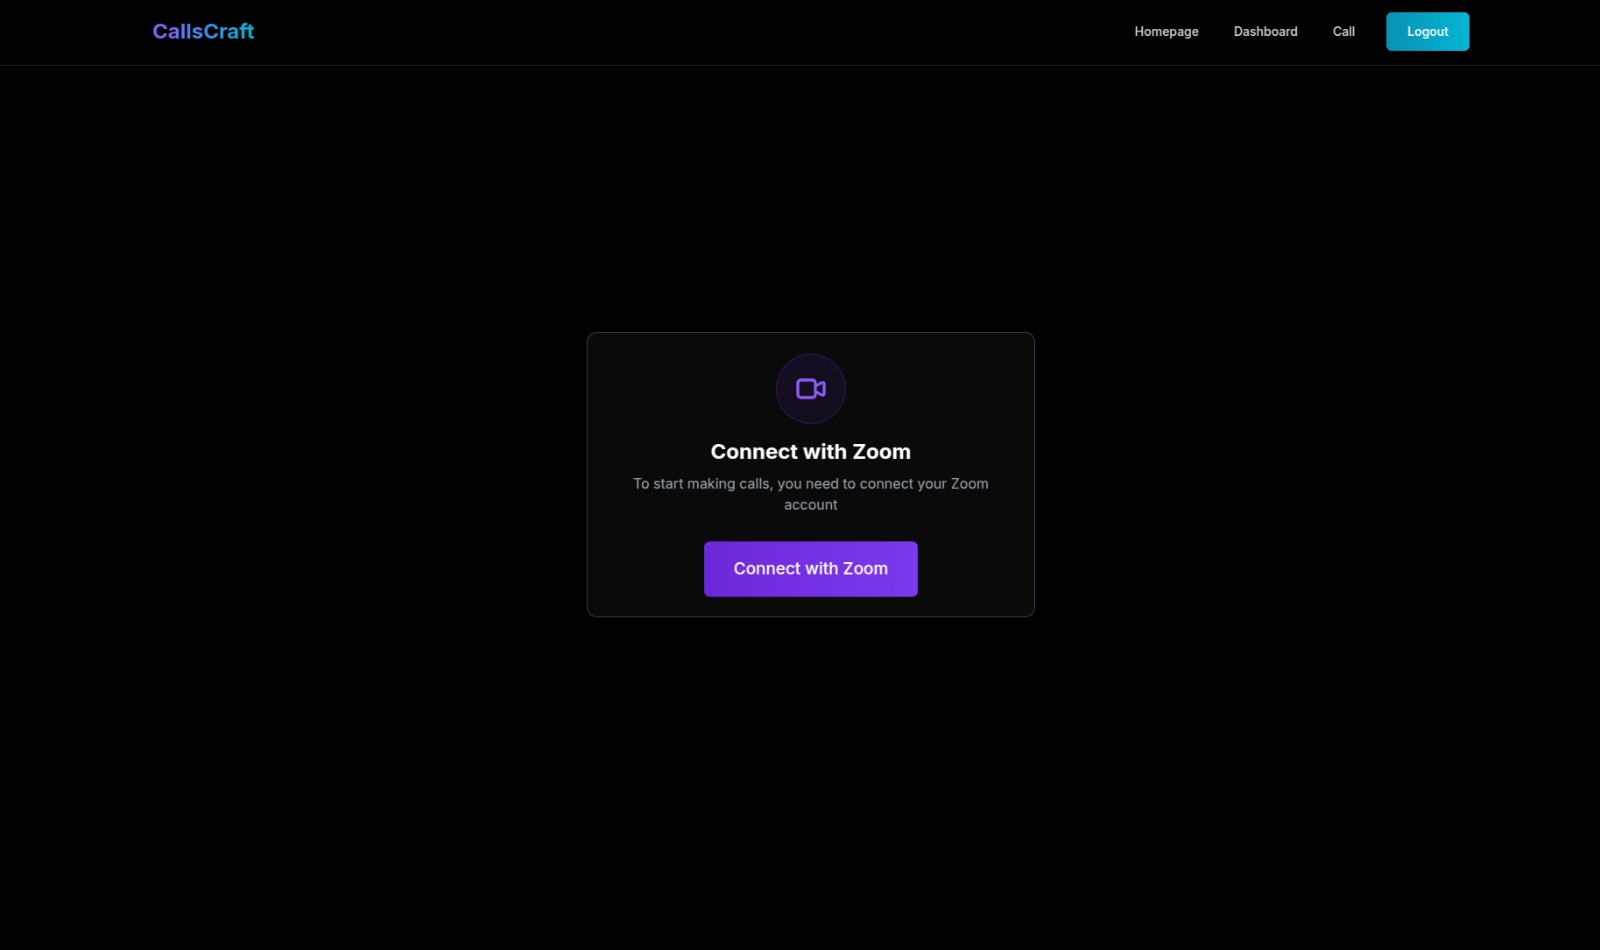 CallsCraft
Homepage
Dashboard
Call
Logout
Connect with Zoom
To start making calls, you need to connect your Zoom
account
Connect with Zoom